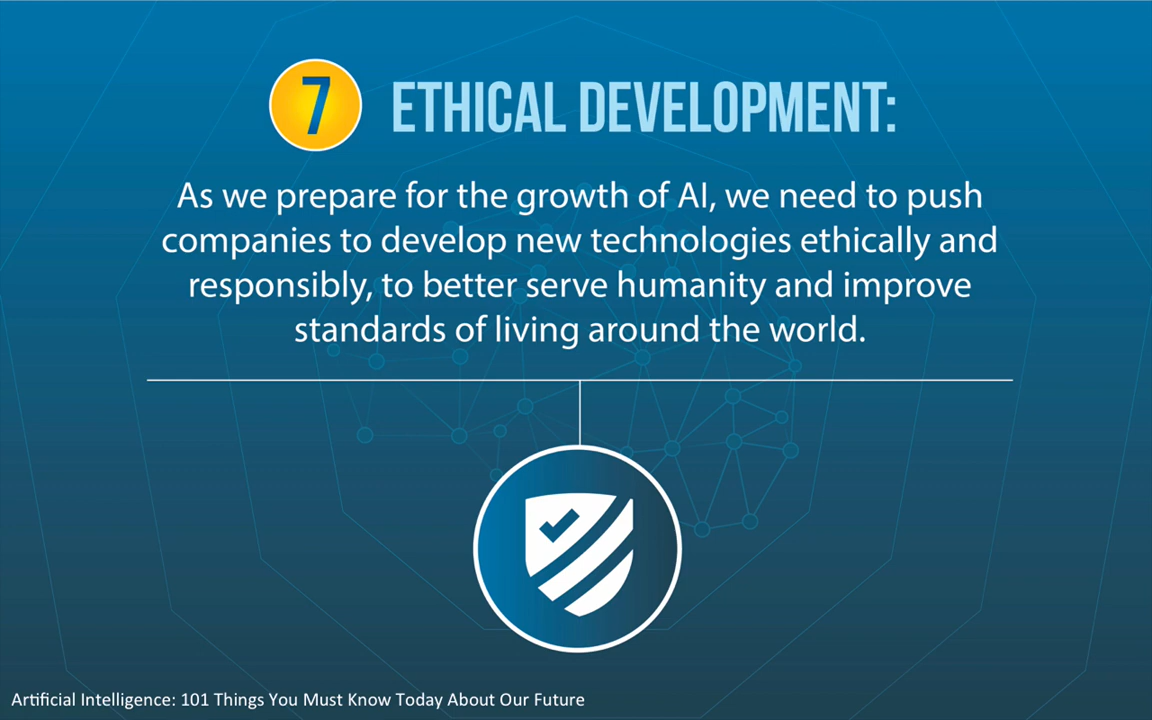 7 ETHICAL DEVELOPMENT:
As we prepare for the growth of AI, we need to push
companies to develop new technologies ethically and
responsibly, to better serve humanity and improve
standards of living around the world.
Artificial Intelligence: 101 Things You Must Know Today About Our Future